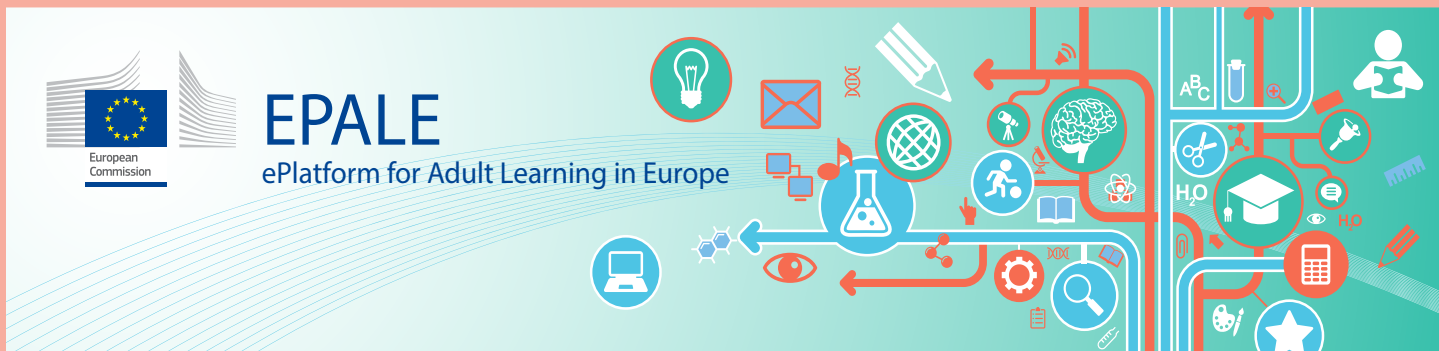 European
Commission
EPALE
ePlatform for Adult Learning in Europe
ABC
H2O
H2O